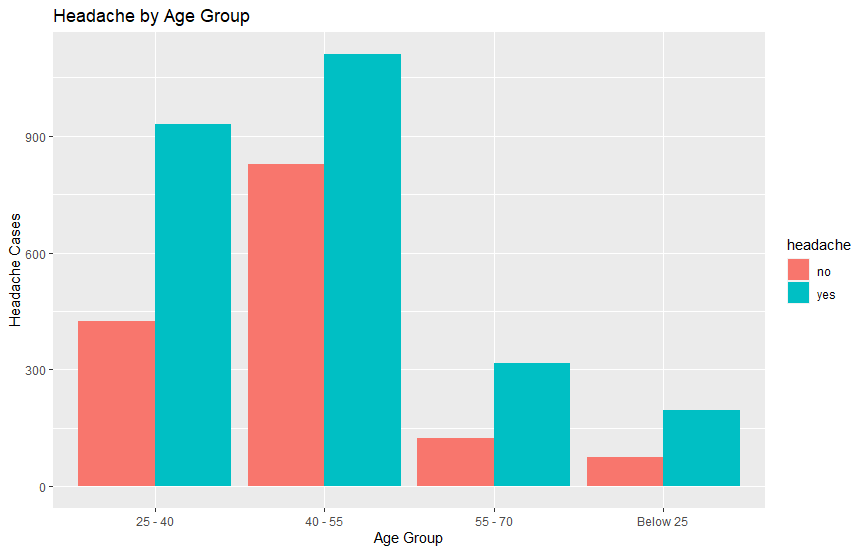 Headache by Age Group
Headache Cases
900
600
300
0
25 - 40
40 - 55
55 - 70
Below 25
Age Group
headache
no
yes